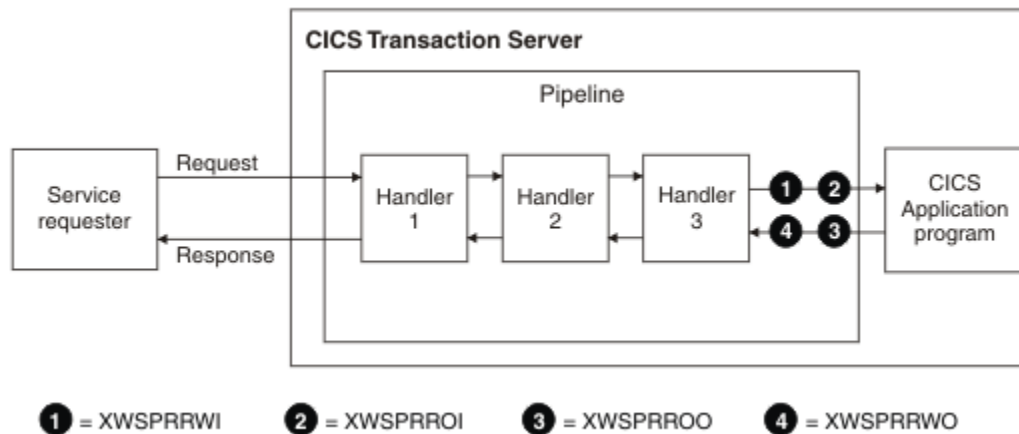 CICS Transaction Server
Pipeline
Service
requester
Request
Response
Handler
1
Handler
2
Handler
3
1
2
4
3
CICS
Application
program
1 = XWSPRRWI
2 = XWSPRROI
3 = XWSPRROO
4 = XWSPRRWO